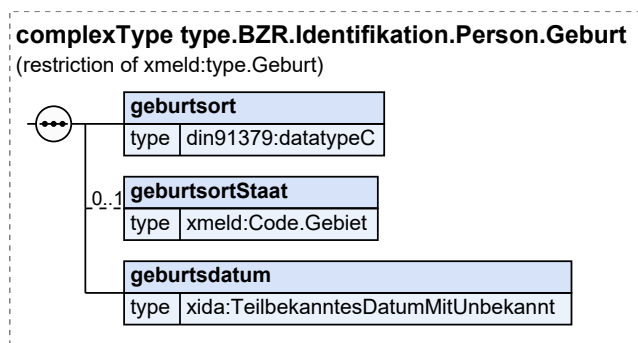 complexType type.BZR.Identifikation.Person.Geburt
(restriction of xmeld:type.Geburt)
geburtsort
type din91379:datatypeC
0..1 geburtsortStaat
type xmeld:Code.Gebiet
geburtsdatum
type xida:TeilbekanntesDatumMitUnbekannt